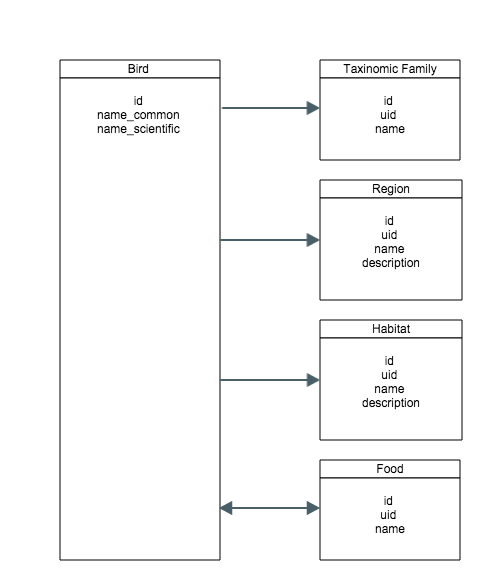 Bird
id
name_common
name_scientific
Taxinomic Family
id
uid
name
Region
id
uid
name
description
Habitat
id
uid
name
description
Food
id
uid
name